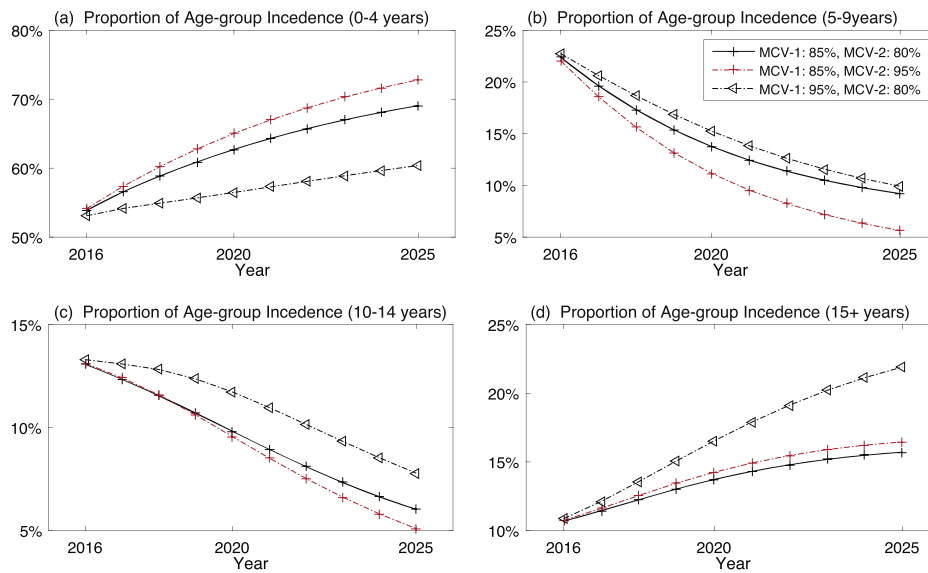 (a) Proportion of Age-group Incedence (0-4 years)
80%
70%
60%
50%
2016
2020
2025
Year
(b) Proportion of Age-group Incedence (5-9years)
25%
20%
15%
10%
5%
MCV-1: 85%, MCV-2: 80%
MCV-1: 85%, MCV-2: 95%
MCV-1: 95%, MCV-2: 80%
2016
2020
2025
Year
(c) Proportion of Age-group Incedence (10-14 years)
15%
10%
5%
2016
2020
2025
Year
(d) Proportion of Age-group Incedence (15+ years)
25%
20%
15%
10%
2016
2020
2025
Year